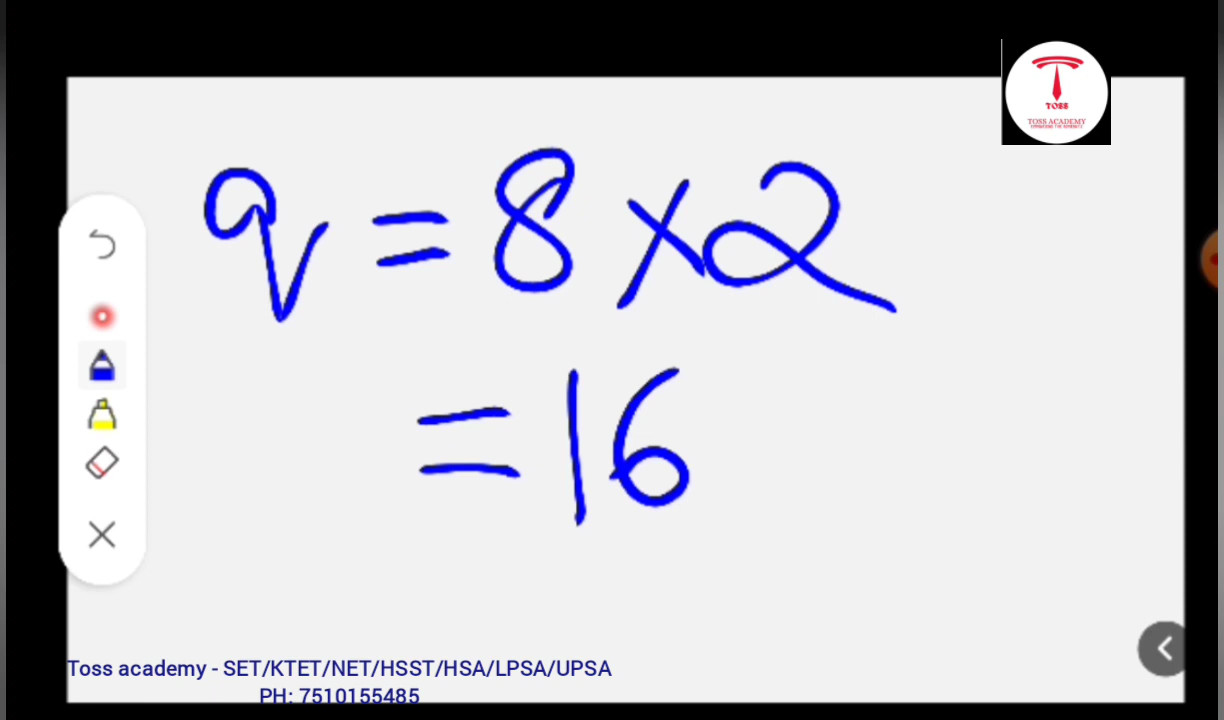 TOSS
TOSS ACADEMY
q = 8 × 2
= 16
Toss academy - SET/KTET/NET/HSST/HSA/LPSA/UPSA
PH: 7510155485